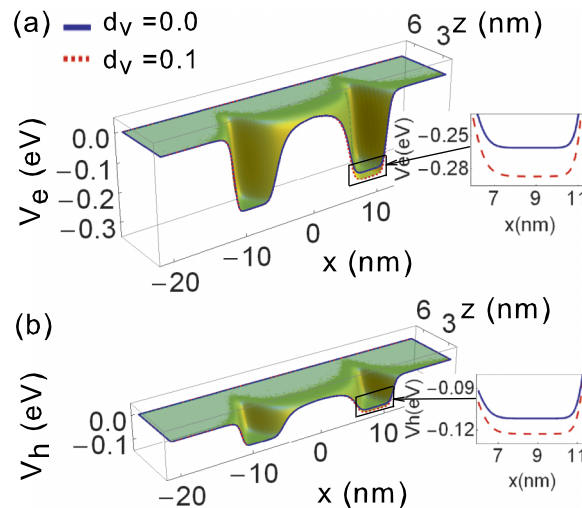 (a)
d_v =0.0
d_v =0.1
6
3
z (nm)
V_e (eV)
0.0
−0.1
−0.2
−0.3
−20
−10
0
10
x (nm)
Ve(eV)
−0.25
−0.28
7
9
11
x(nm)
(b)
6
3
z (nm)
V_h (eV)
0.0
−0.1
−20
−10
0
10
x (nm)
Vh(eV)
−0.09
−0.12
7
9
11
x(nm)